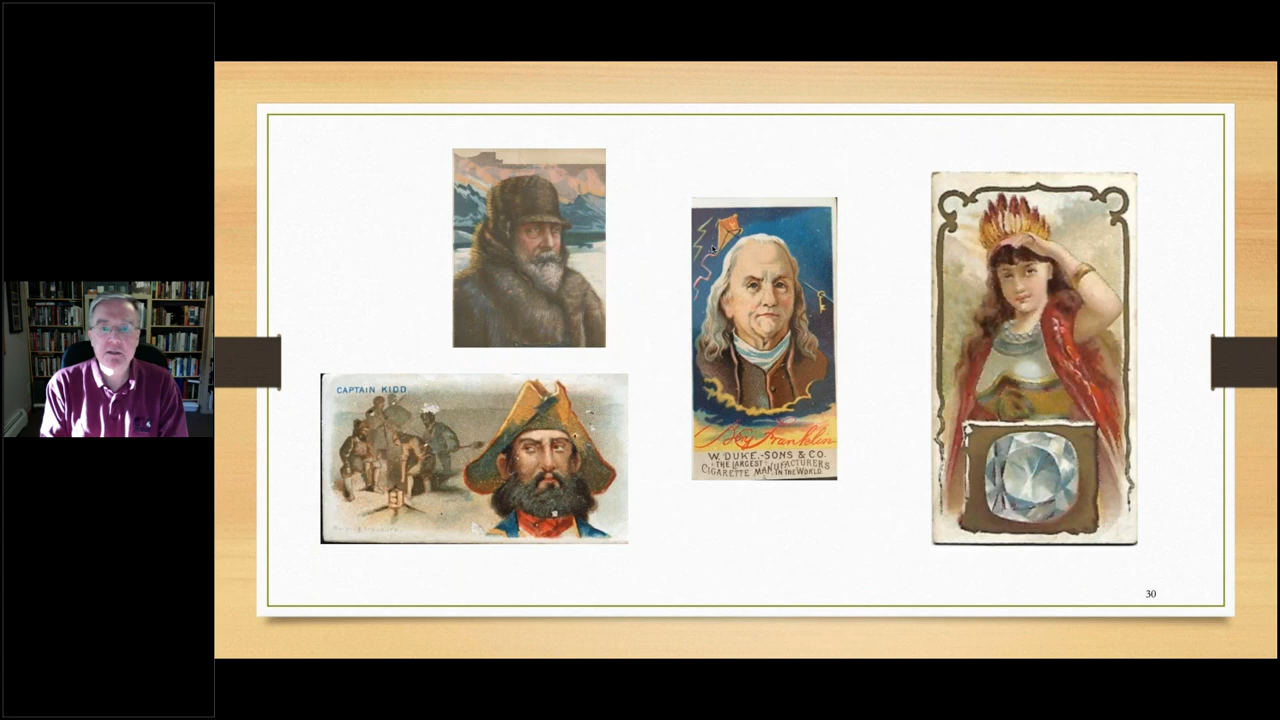 CAPTAIN KIDD
Benj Franklin
W. DUKE.-SONS & CO.
THE LARGEST MANUFACTURERS
CIGARETTE IN THE WORLD
30